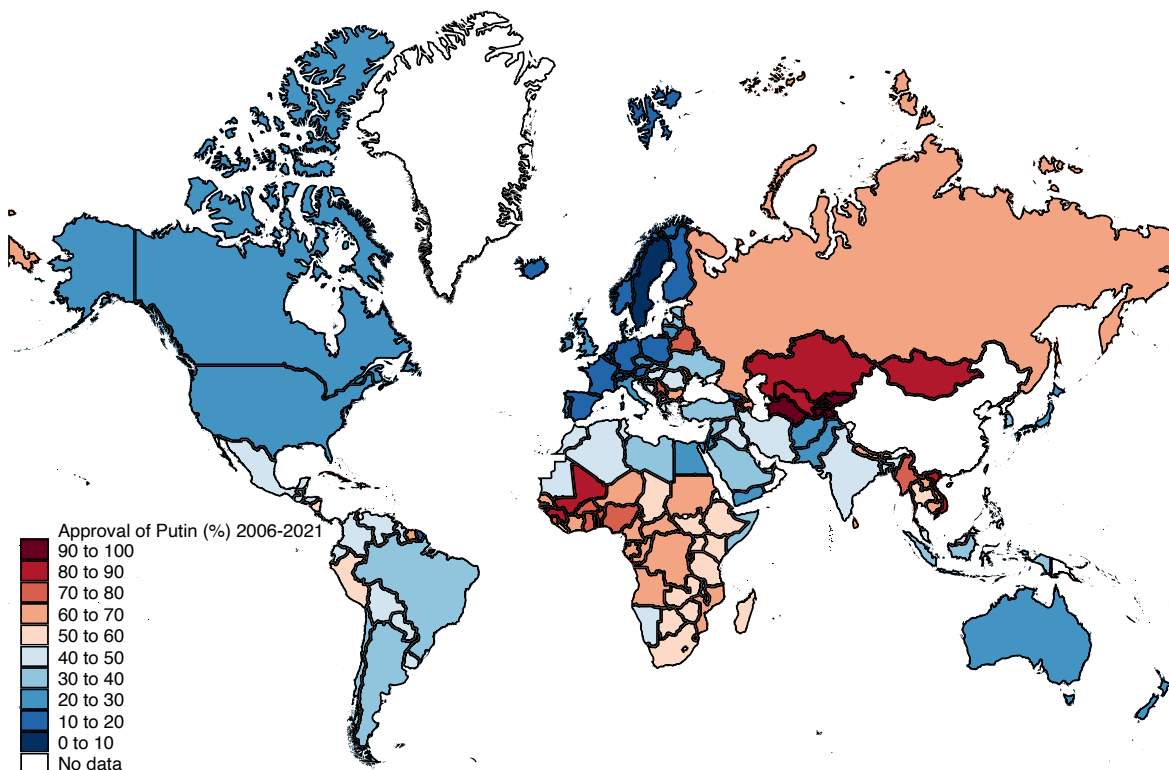 Approval of Putin (%) 2006-2021
90 to 100
80 to 90
70 to 80
60 to 70
50 to 60
40 to 50
30 to 40
20 to 30
10 to 20
0 to 10
No data